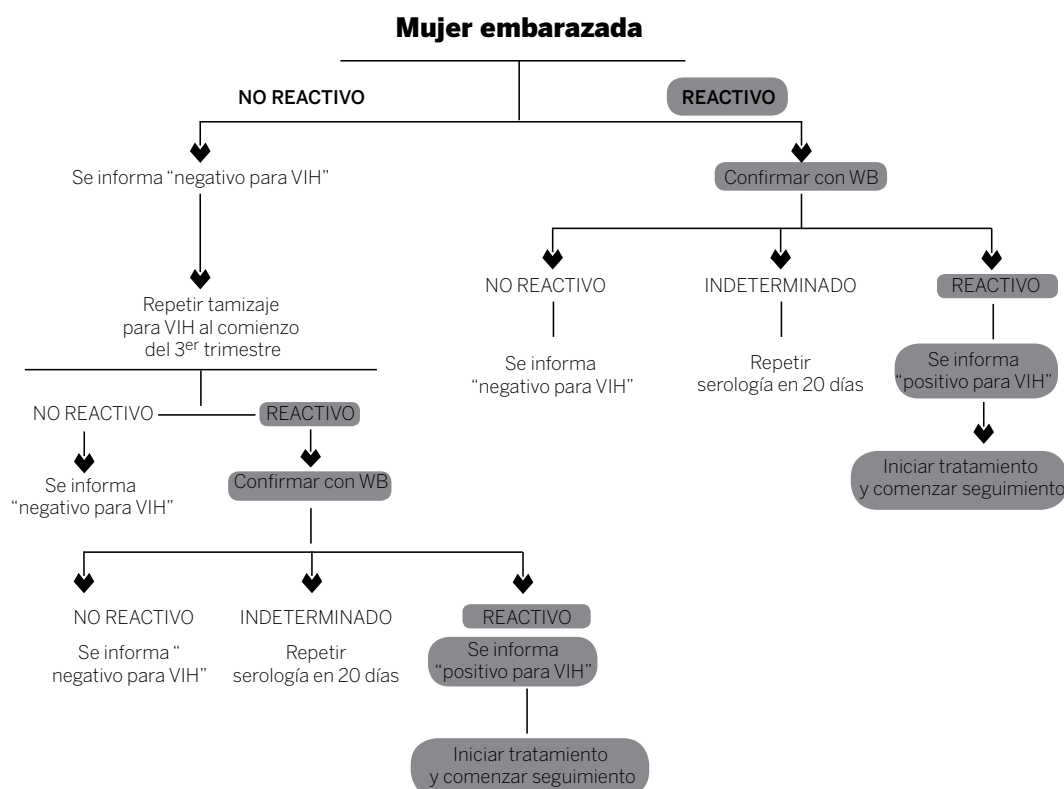 Mujer embarazada
NO REACTIVO
REACTIVO
Se informa “negativo para VIH”
Confirmar con WB
Repetir tamizaje
para VIH al comienzo
del 3er trimestre
NO REACTIVO
INDETERMINADO
REACTIVO
Se informa
“negativo para VIH”
Repetir
serología en 20 días
Se informa
“positivo para VIH”
Iniciar tratamiento
y comenzar seguimiento
NO REACTIVO
REACTIVO
Se informa
“negativo para VIH”
Confirmar con WB
NO REACTIVO
INDETERMINADO
REACTIVO
Se informa “
negativo para VIH”
Repetir
serología en 20 días
Se informa
“positivo para VIH”
Iniciar tratamiento
y comenzar seguimiento